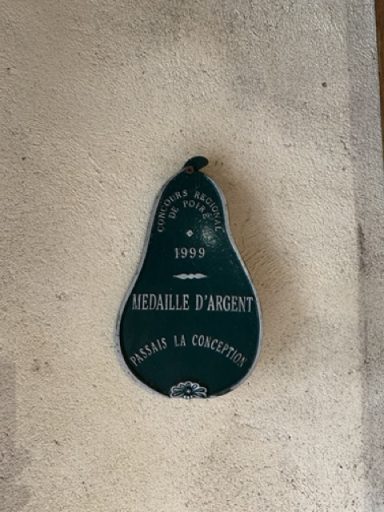 CONCOURS REGIONAL
DE POIRÉ
1999
MEDAILLE D'ARGENT
PASSAIS LA CONCEPTION